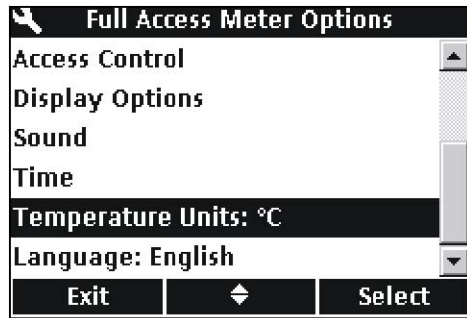 Full Access Meter Options
Access Control
Display Options
Sound
Time
Temperature Units: °C
Language: English
Exit Select